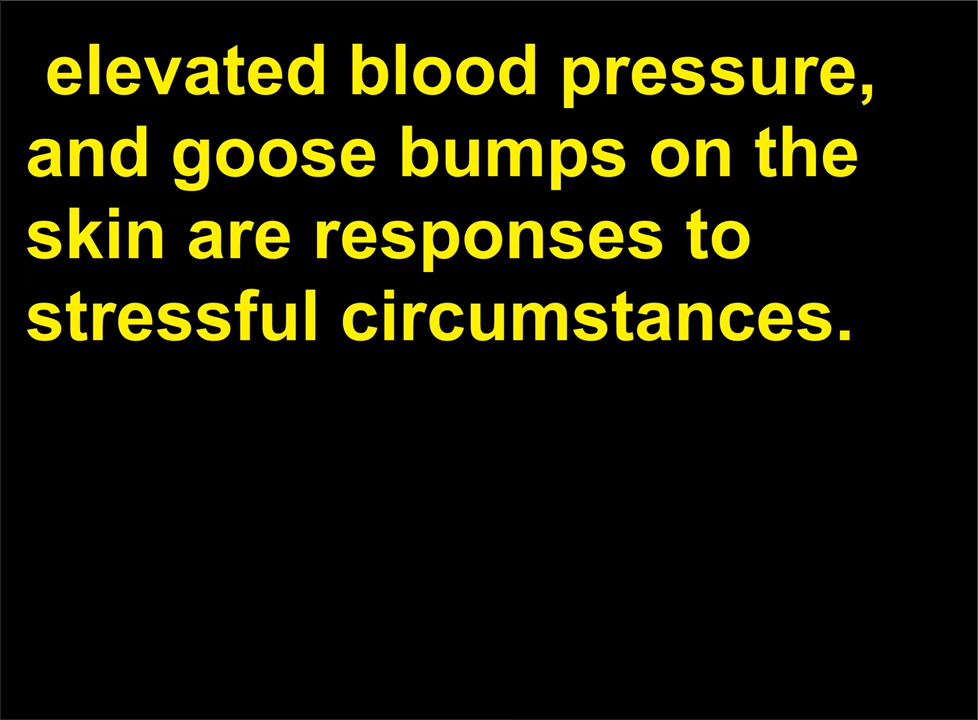 elevated blood pressure,
and goose bumps on the
skin are responses to
stressful circumstances.